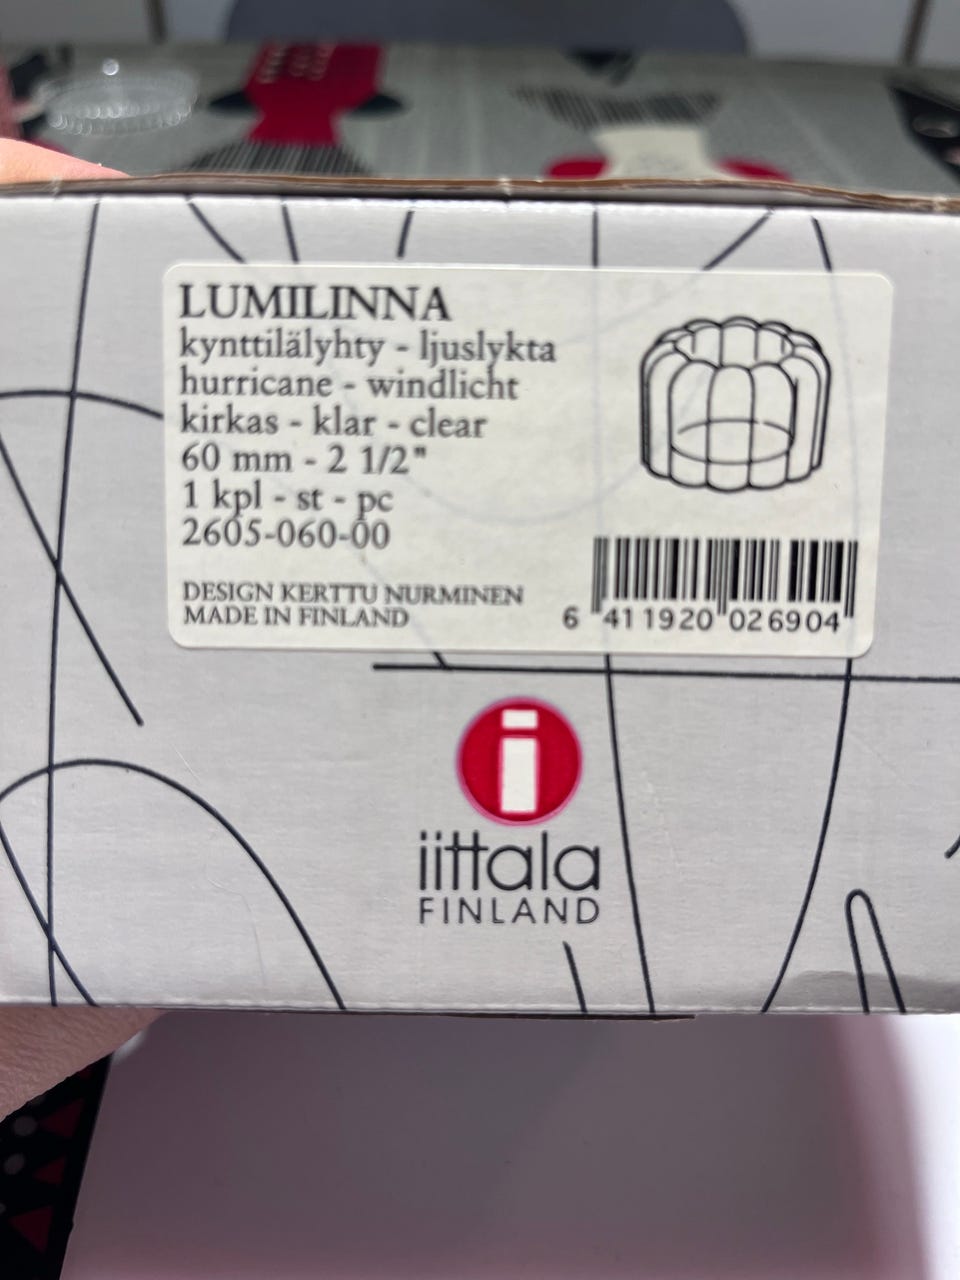 LUMILINNA
kynttilälyhty - ljuslykta
hurricane - windlicht
kirkas - klar - clear
60 mm - 2 1/2"
1 kpl - st - pc
2605-060-00
DESIGN KERTTU NURMINEN
MADE IN FINLAND
6 411920 026904
i
iittala
FINLAND